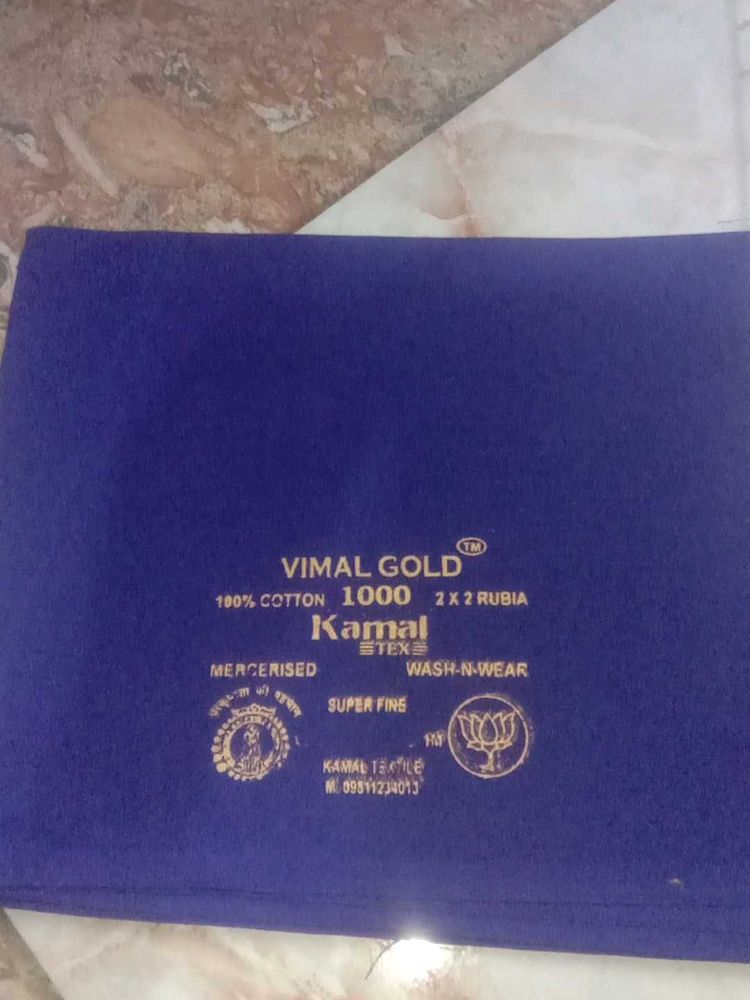 VIMAL GOLD TM
100% COTTON 1000 2 X 2 RUBIA
Kamal
TEX
MERCERISED WASH-N-WEAR
की पहचान
SUPER FINE
TM
KAMAL TEXTILE
M. 09811234013